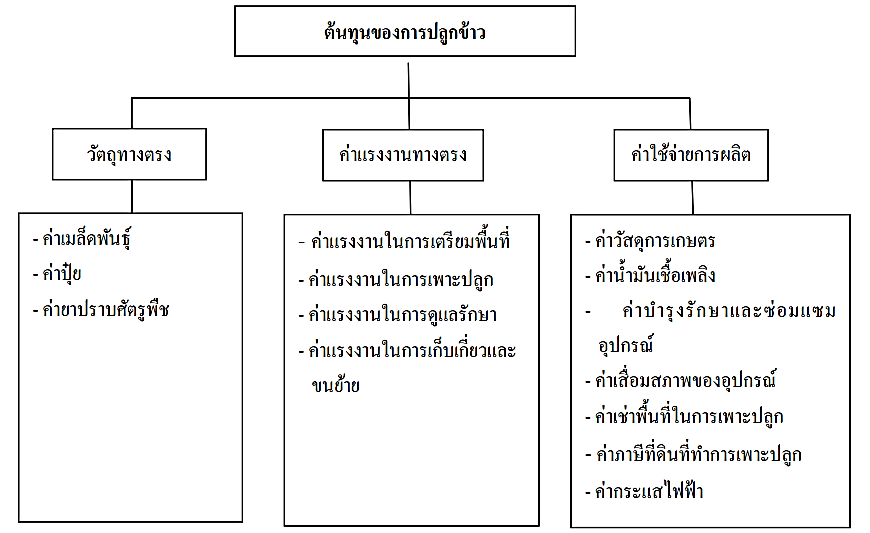 ต้นทุนของการปลูกข้าว
วัตถุทางตรง
ค่าแรงงานทางตรง
ค่าใช้จ่ายการผลิต
- ค่าเมล็ดพันธุ์
- ค่าปุ๋ย
- ค่ายาปราบศัตรูพืช
- ค่าแรงงานในการเตรียมพื้นที่
- ค่าแรงงานในการเพาะปลูก
- ค่าแรงงานในการดูแลรักษา
- ค่าแรงงานในการเก็บเกี่ยวและ
ขนย้าย
- ค่าวัสดุการเกษตร
- ค่าน้ำมันเชื้อเพลิง
- ค่าบำรุงรักษาและซ่อมแซม
อุปกรณ์
- ค่าเสื่อมสภาพของอุปกรณ์
- ค่าเช่าพื้นที่ในการเพาะปลูก
- ค่าภาษีที่ดินที่ทำการเพาะปลูก
- ค่ากระแสไฟฟ้า